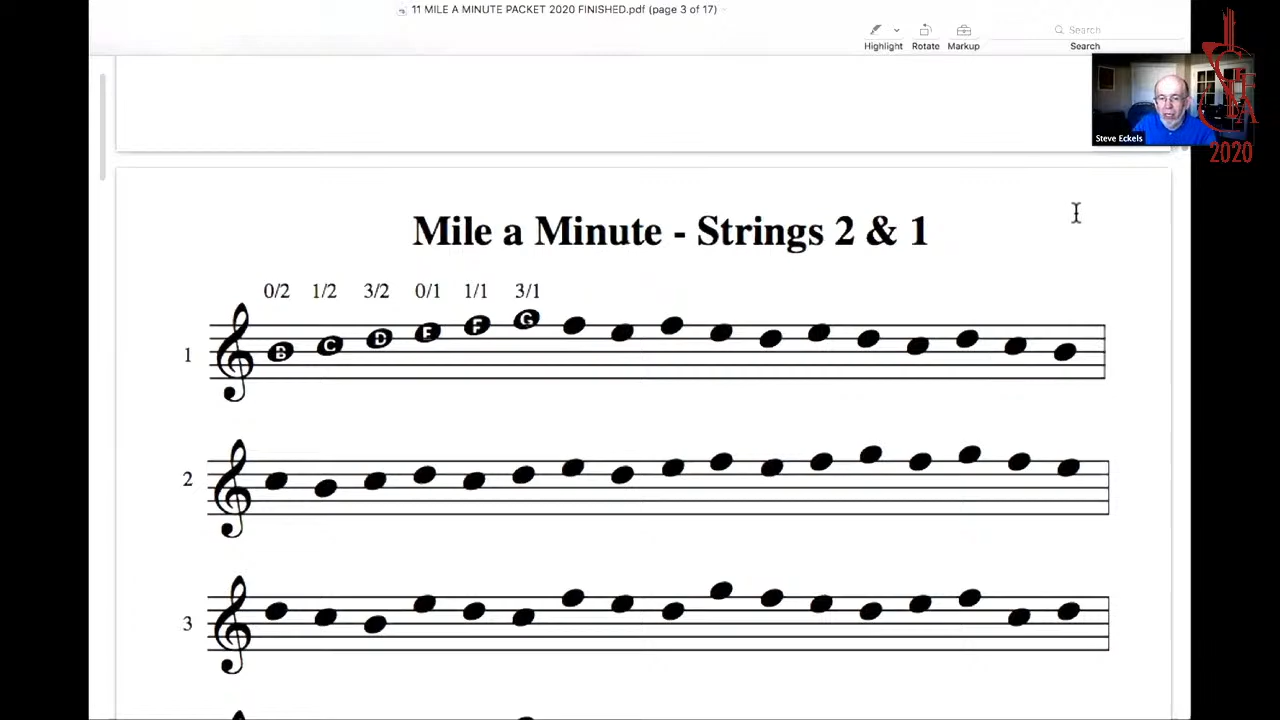 11 MILE A MINUTE PACKET 2020 FINISHED.pdf (page 3 of 17)
Highlight
Rotate
Markup
Search
Search
Steve Eckels
GFA
2020
Mile a Minute - Strings 2 & 1
0/2 1/2 3/2 0/1 1/1 3/1
B C D E F G
1
2
3